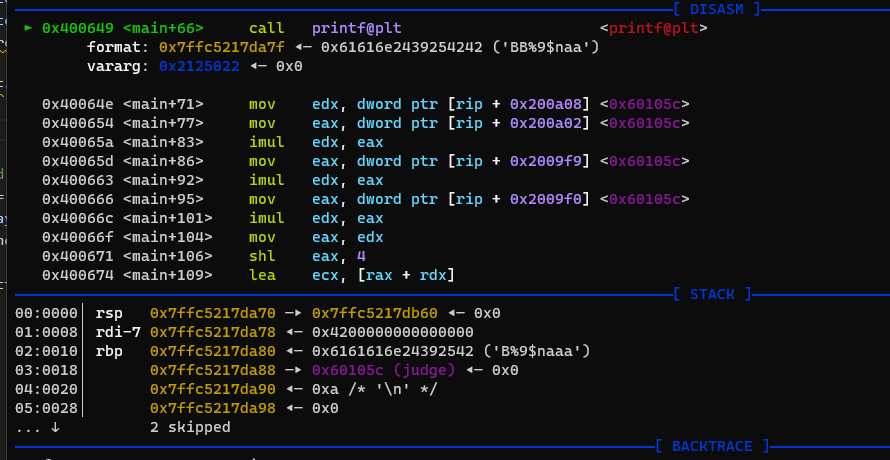 [ DISASM ]
► 0x400649 <main+66> call printf@plt <printf@plt>
format: 0x7ffc5217da7f ◂— 0x61616e2439254242 ('BB%9$naa')
vararg: 0x2125022 ◂— 0x0
0x40064e <main+71> mov edx, dword ptr [rip + 0x200a08] <0x60105c>
0x400654 <main+77> mov eax, dword ptr [rip + 0x200a02] <0x60105c>
0x40065a <main+83> imul edx, eax
0x40065d <main+86> mov eax, dword ptr [rip + 0x2009f9] <0x60105c>
0x400663 <main+92> imul edx, eax
0x400666 <main+95> mov eax, dword ptr [rip + 0x2009f0] <0x60105c>
0x40066c <main+101> imul edx, eax
0x40066f <main+104> mov eax, edx
0x400671 <main+106> shl eax, 4
0x400674 <main+109> lea ecx, [rax + rdx]
[ STACK ]
00:0000│ rsp 0x7ffc5217da70 —▸ 0x7ffc5217db60 ◂— 0x0
01:0008│ rdi-7 0x7ffc5217da78 ◂— 0x4200000000000000
02:0010│ rbp 0x7ffc5217da80 ◂— 0x6161616e24392542 ('B%9$naaa')
03:0018│ 0x7ffc5217da88 —▸ 0x60105c (judge) ◂— 0x0
04:0020│ 0x7ffc5217da90 ◂— 0xa /* '\n' */
05:0028│ 0x7ffc5217da98 ◂— 0x0
... ↓ 2 skipped
[ BACKTRACE ]